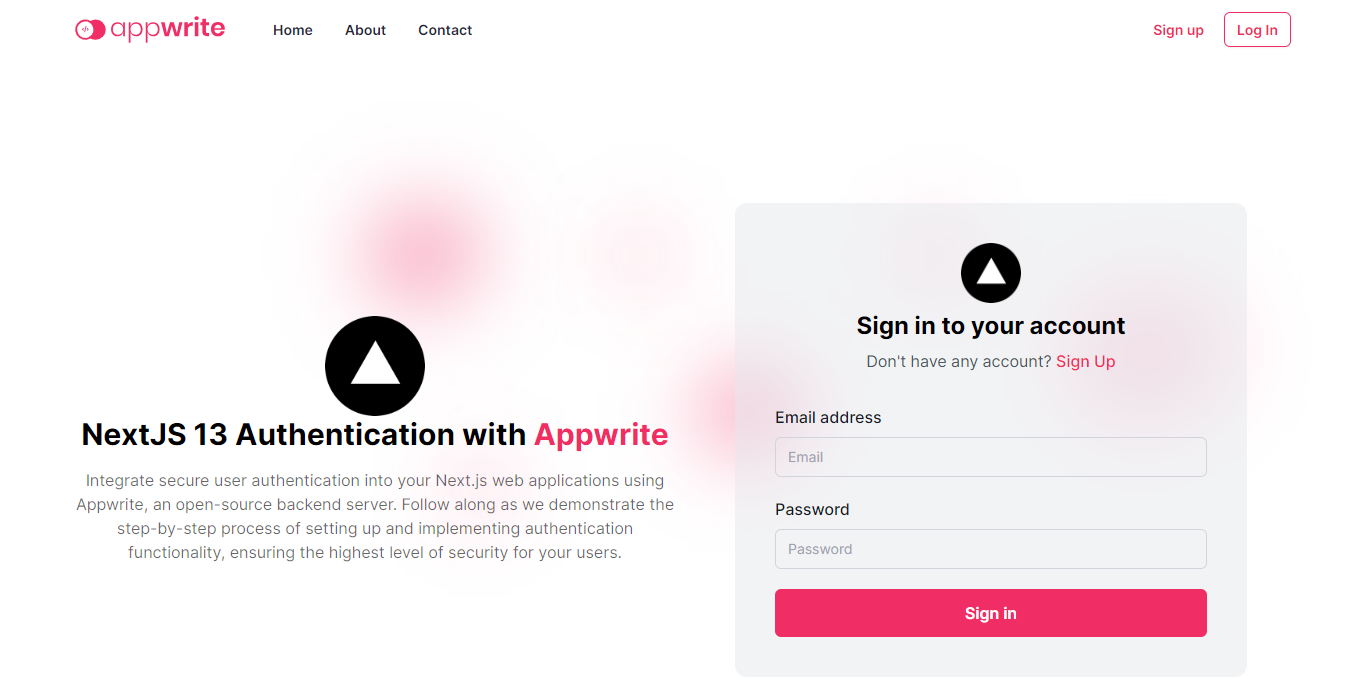 appwrite
Home
About
Contact
Sign up
Log In
NextJS 13 Authentication with Appwrite
Integrate secure user authentication into your Next.js web applications using
Appwrite, an open-source backend server. Follow along as we demonstrate the
step-by-step process of setting up and implementing authentication
functionality, ensuring the highest level of security for your users.
Sign in to your account
Don't have any account? Sign Up
Email address
Email
Password
Password
Sign in